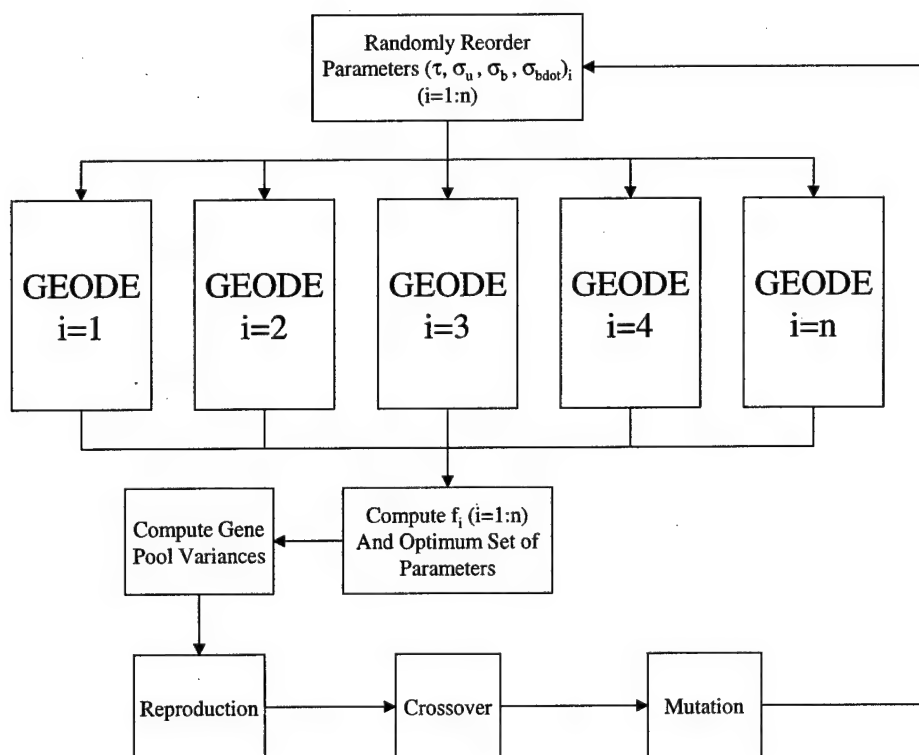 Randomly Reorder
Parameters (τ, σu, σb, σbdot)i
(i=1:n)
GEODE
i=1
GEODE
i=2
GEODE
i=3
GEODE
i=4
GEODE
i=n
Compute Gene
Pool Variances
Compute fi (i=1:n)
And Optimum Set of
Parameters
Reproduction
Crossover
Mutation